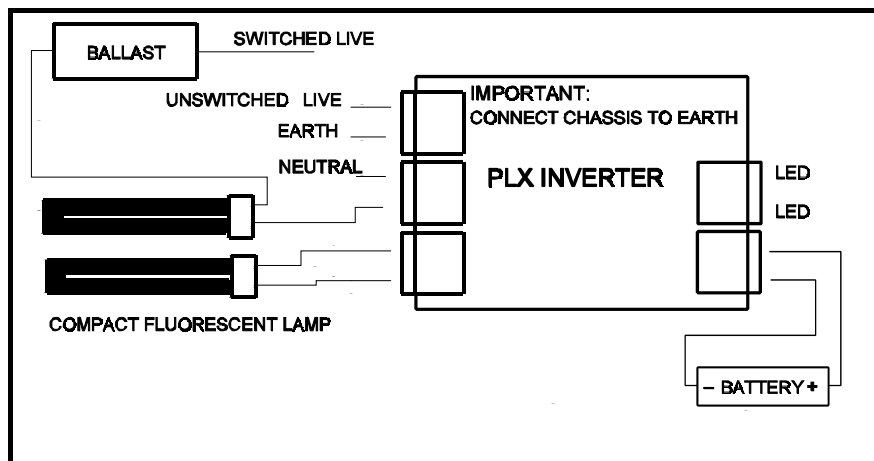 BALLAST
SWITCHED LIVE
UNSWITCHED LIVE
EARTH
NEUTRAL
IMPORTANT:
CONNECT CHASSIS TO EARTH
PLX INVERTER
LED
LED
COMPACT FLUORESCENT LAMP
– BATTERY +